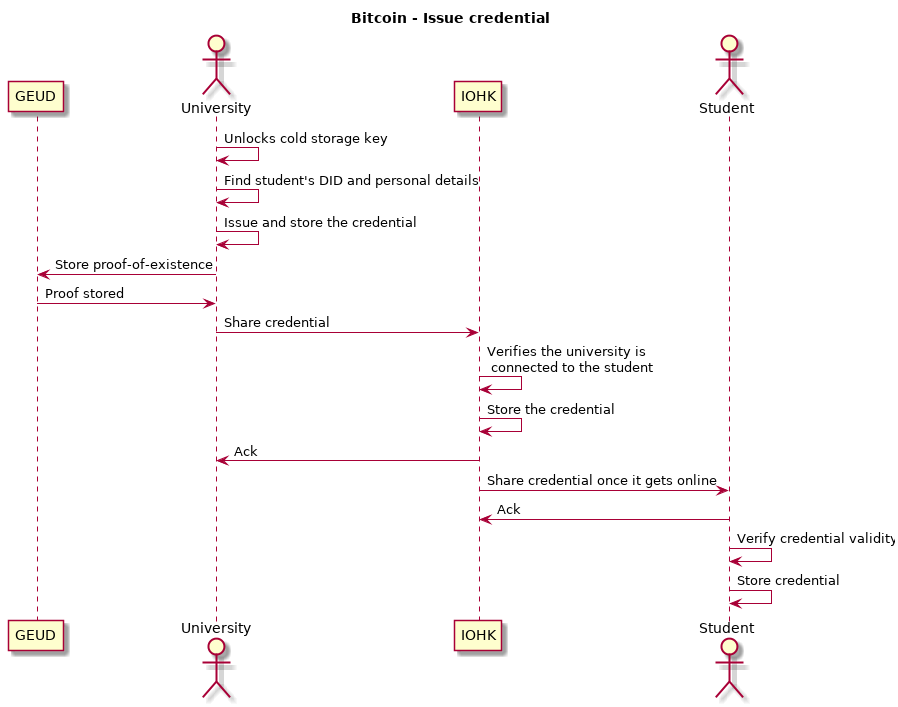 Bitcoin - Issue credential
GEUD
University
IOHK
Student
Unlocks cold storage key
Find student's DID and personal details
Issue and store the credential
Store proof-of-existence
Proof stored
Share credential
Verifies the university is
connected to the student
Store the credential
Ack
Share credential once it gets online
Ack
Verify credential validity
Store credential
GEUD
University
IOHK
Student